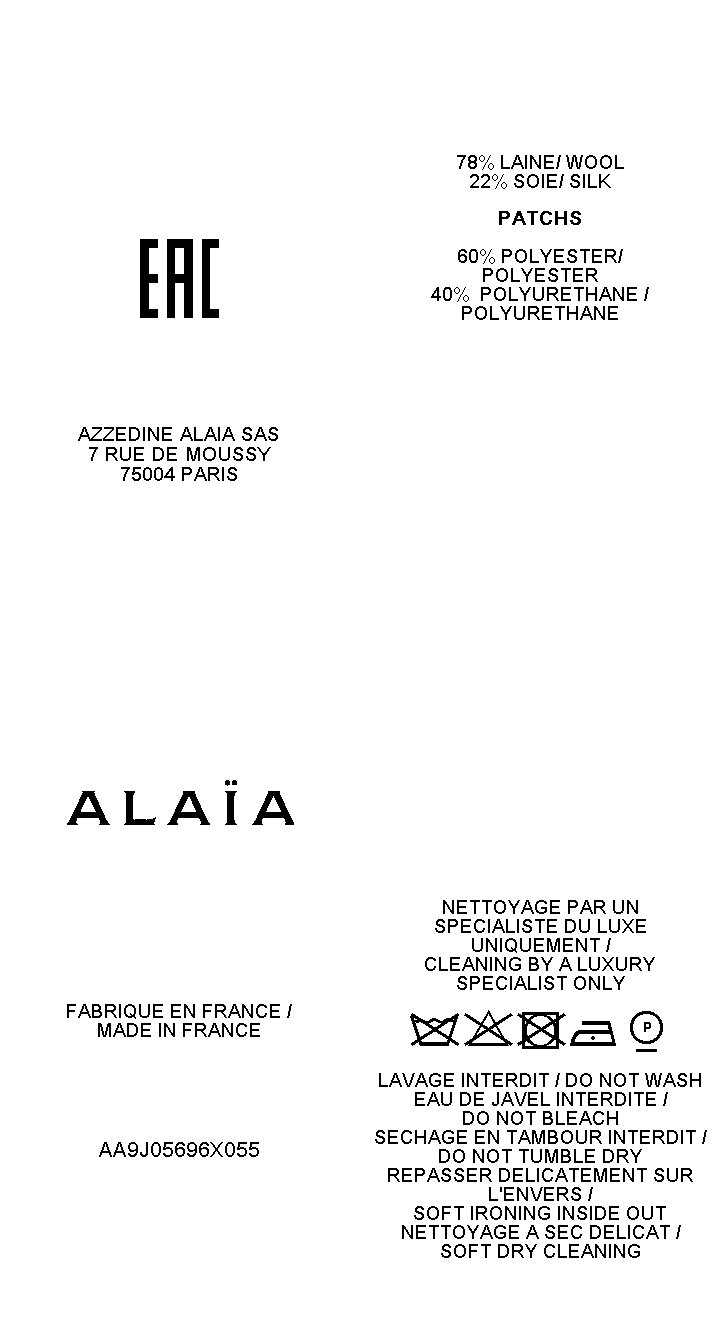 EAC
AZZEDINE ALAIA SAS
7 RUE DE MOUSSY
75004 PARIS
78% LAINE/ WOOL
22% SOIE/ SILK
PATCHS
60% POLYESTER/
POLYESTER
40% POLYURETHANE /
POLYURETHANE
ALAÏA
FABRIQUE EN FRANCE /
MADE IN FRANCE
AA9J05696X055
NETTOYAGE PAR UN
SPECIALISTE DU LUXE
UNIQUEMENT /
CLEANING BY A LUXURY
SPECIALIST ONLY
P
LAVAGE INTERDIT / DO NOT WASH
EAU DE JAVEL INTERDITE /
DO NOT BLEACH
SECHAGE EN TAMBOUR INTERDIT /
DO NOT TUMBLE DRY
REPASSER DELICATEMENT SUR
L'ENVERS /
SOFT IRONING INSIDE OUT
NETTOYAGE A SEC DELICAT /
SOFT DRY CLEANING